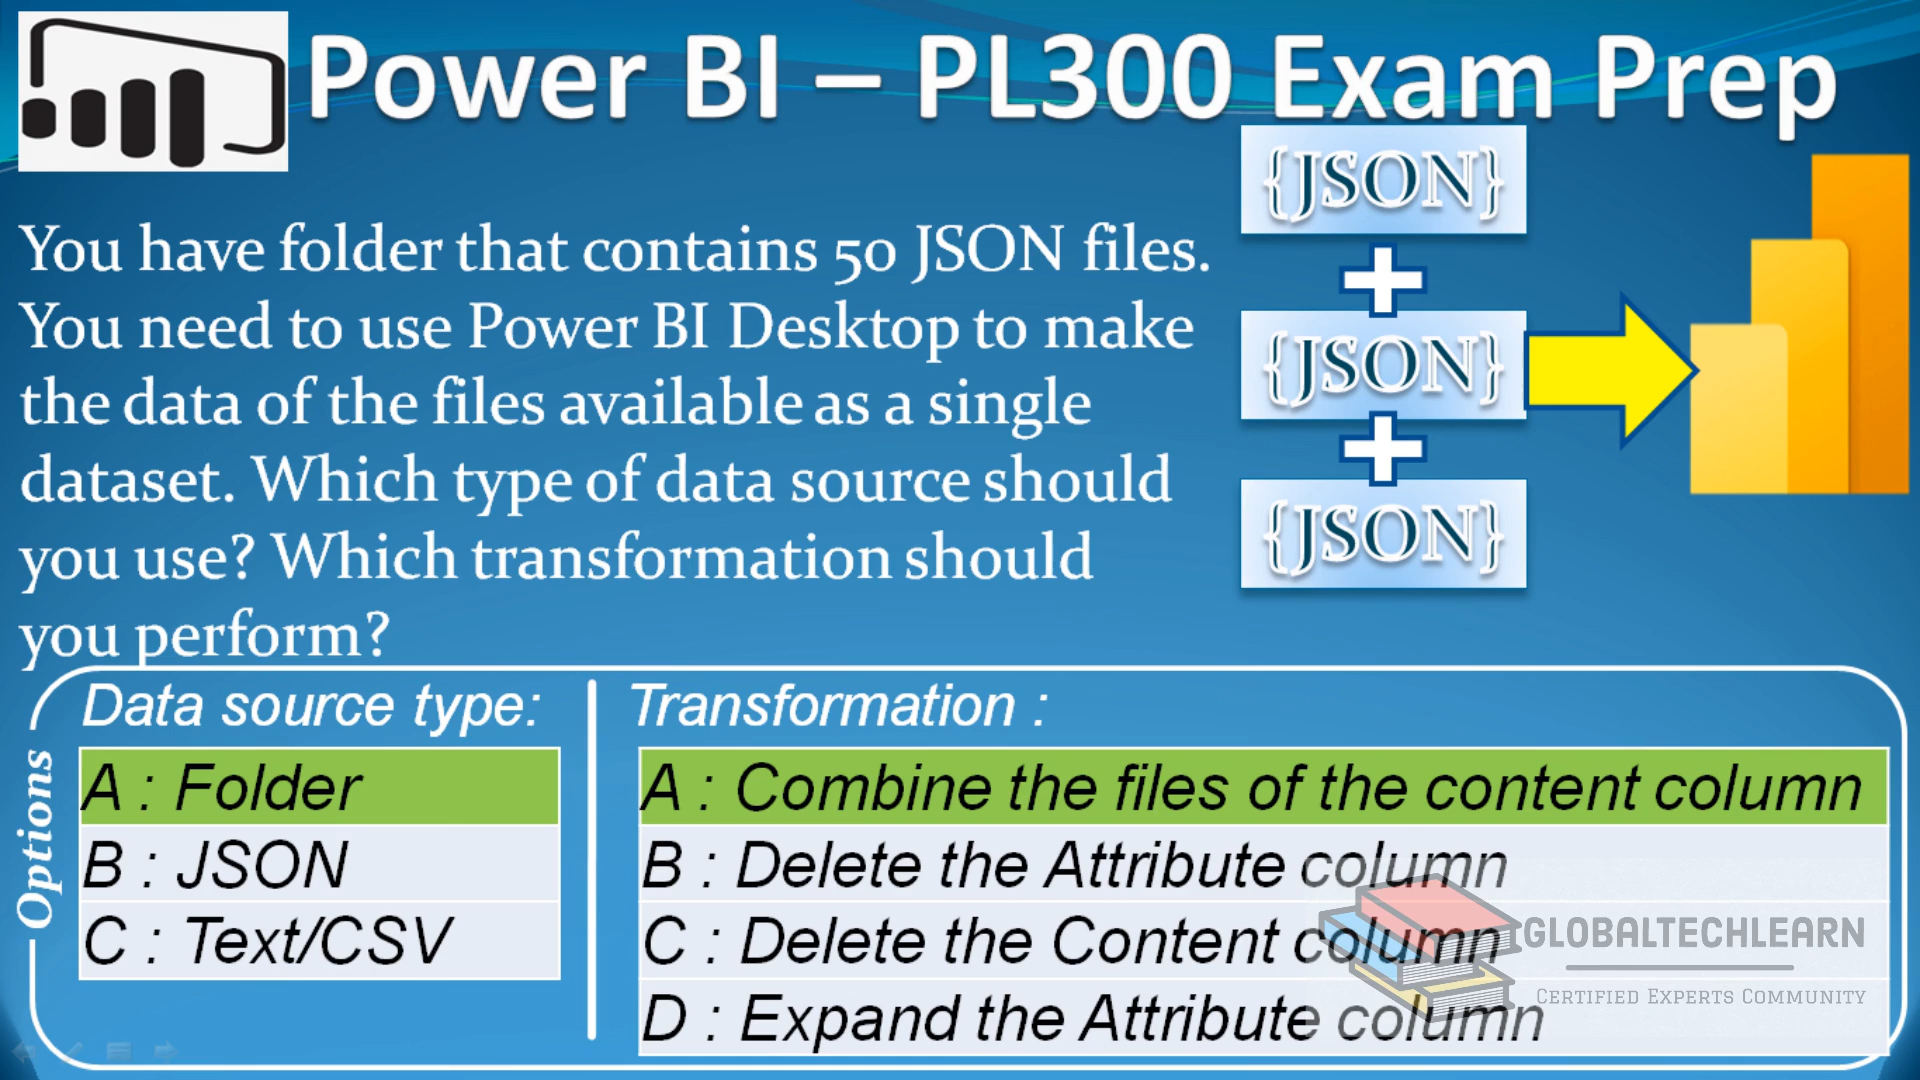 Power BI – PL300 Exam Prep
{JSON}
{JSON}
{JSON}
You have folder that contains 50 JSON files.
You need to use Power BI Desktop to make
the data of the files available as a single
dataset. Which type of data source should
you use? Which transformation should
you perform?
Options
Data source type:
A : Folder
B : JSON
C : Text/CSV
Transformation :
A : Combine the files of the content column
B : Delete the Attribute column
C : Delete the Content column
D : Expand the Attribute column
GLOBALTECHLEARN
CERTIFIED EXPERTS COMMUNITY